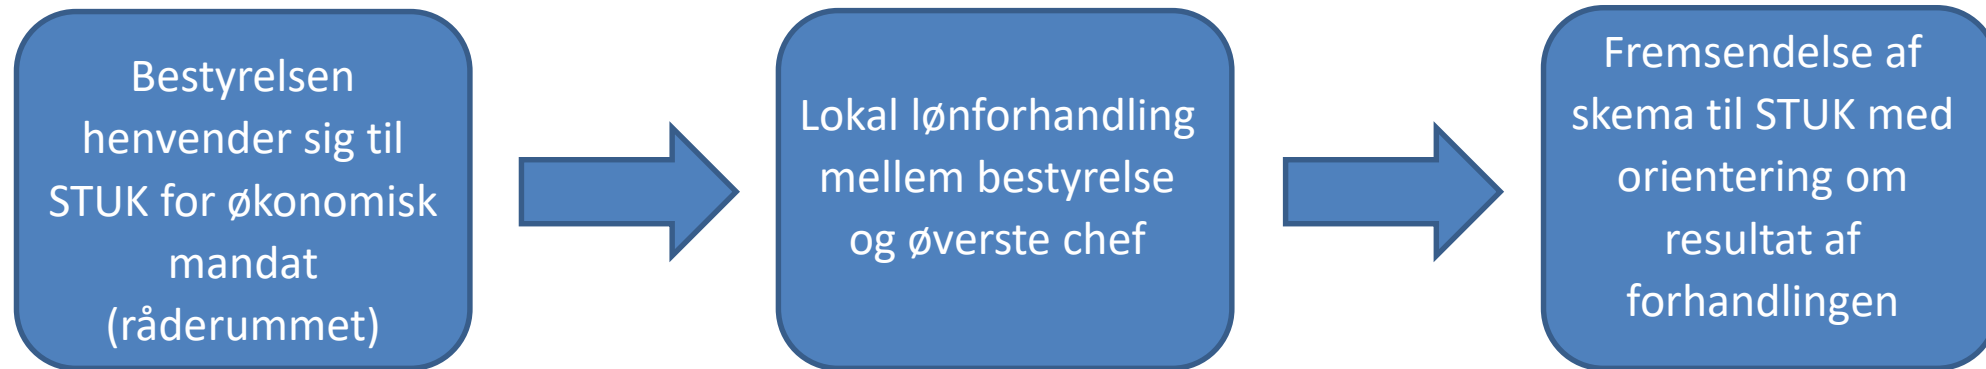 Bestyrelsen
henvender sig til
STUK for økonomisk
mandat
(råderummet)
Lokal lønforhandling
mellem bestyrelse
og øverste chef
Fremsendelse af
skema til STUK med
orientering om
resultat af
forhandlingen